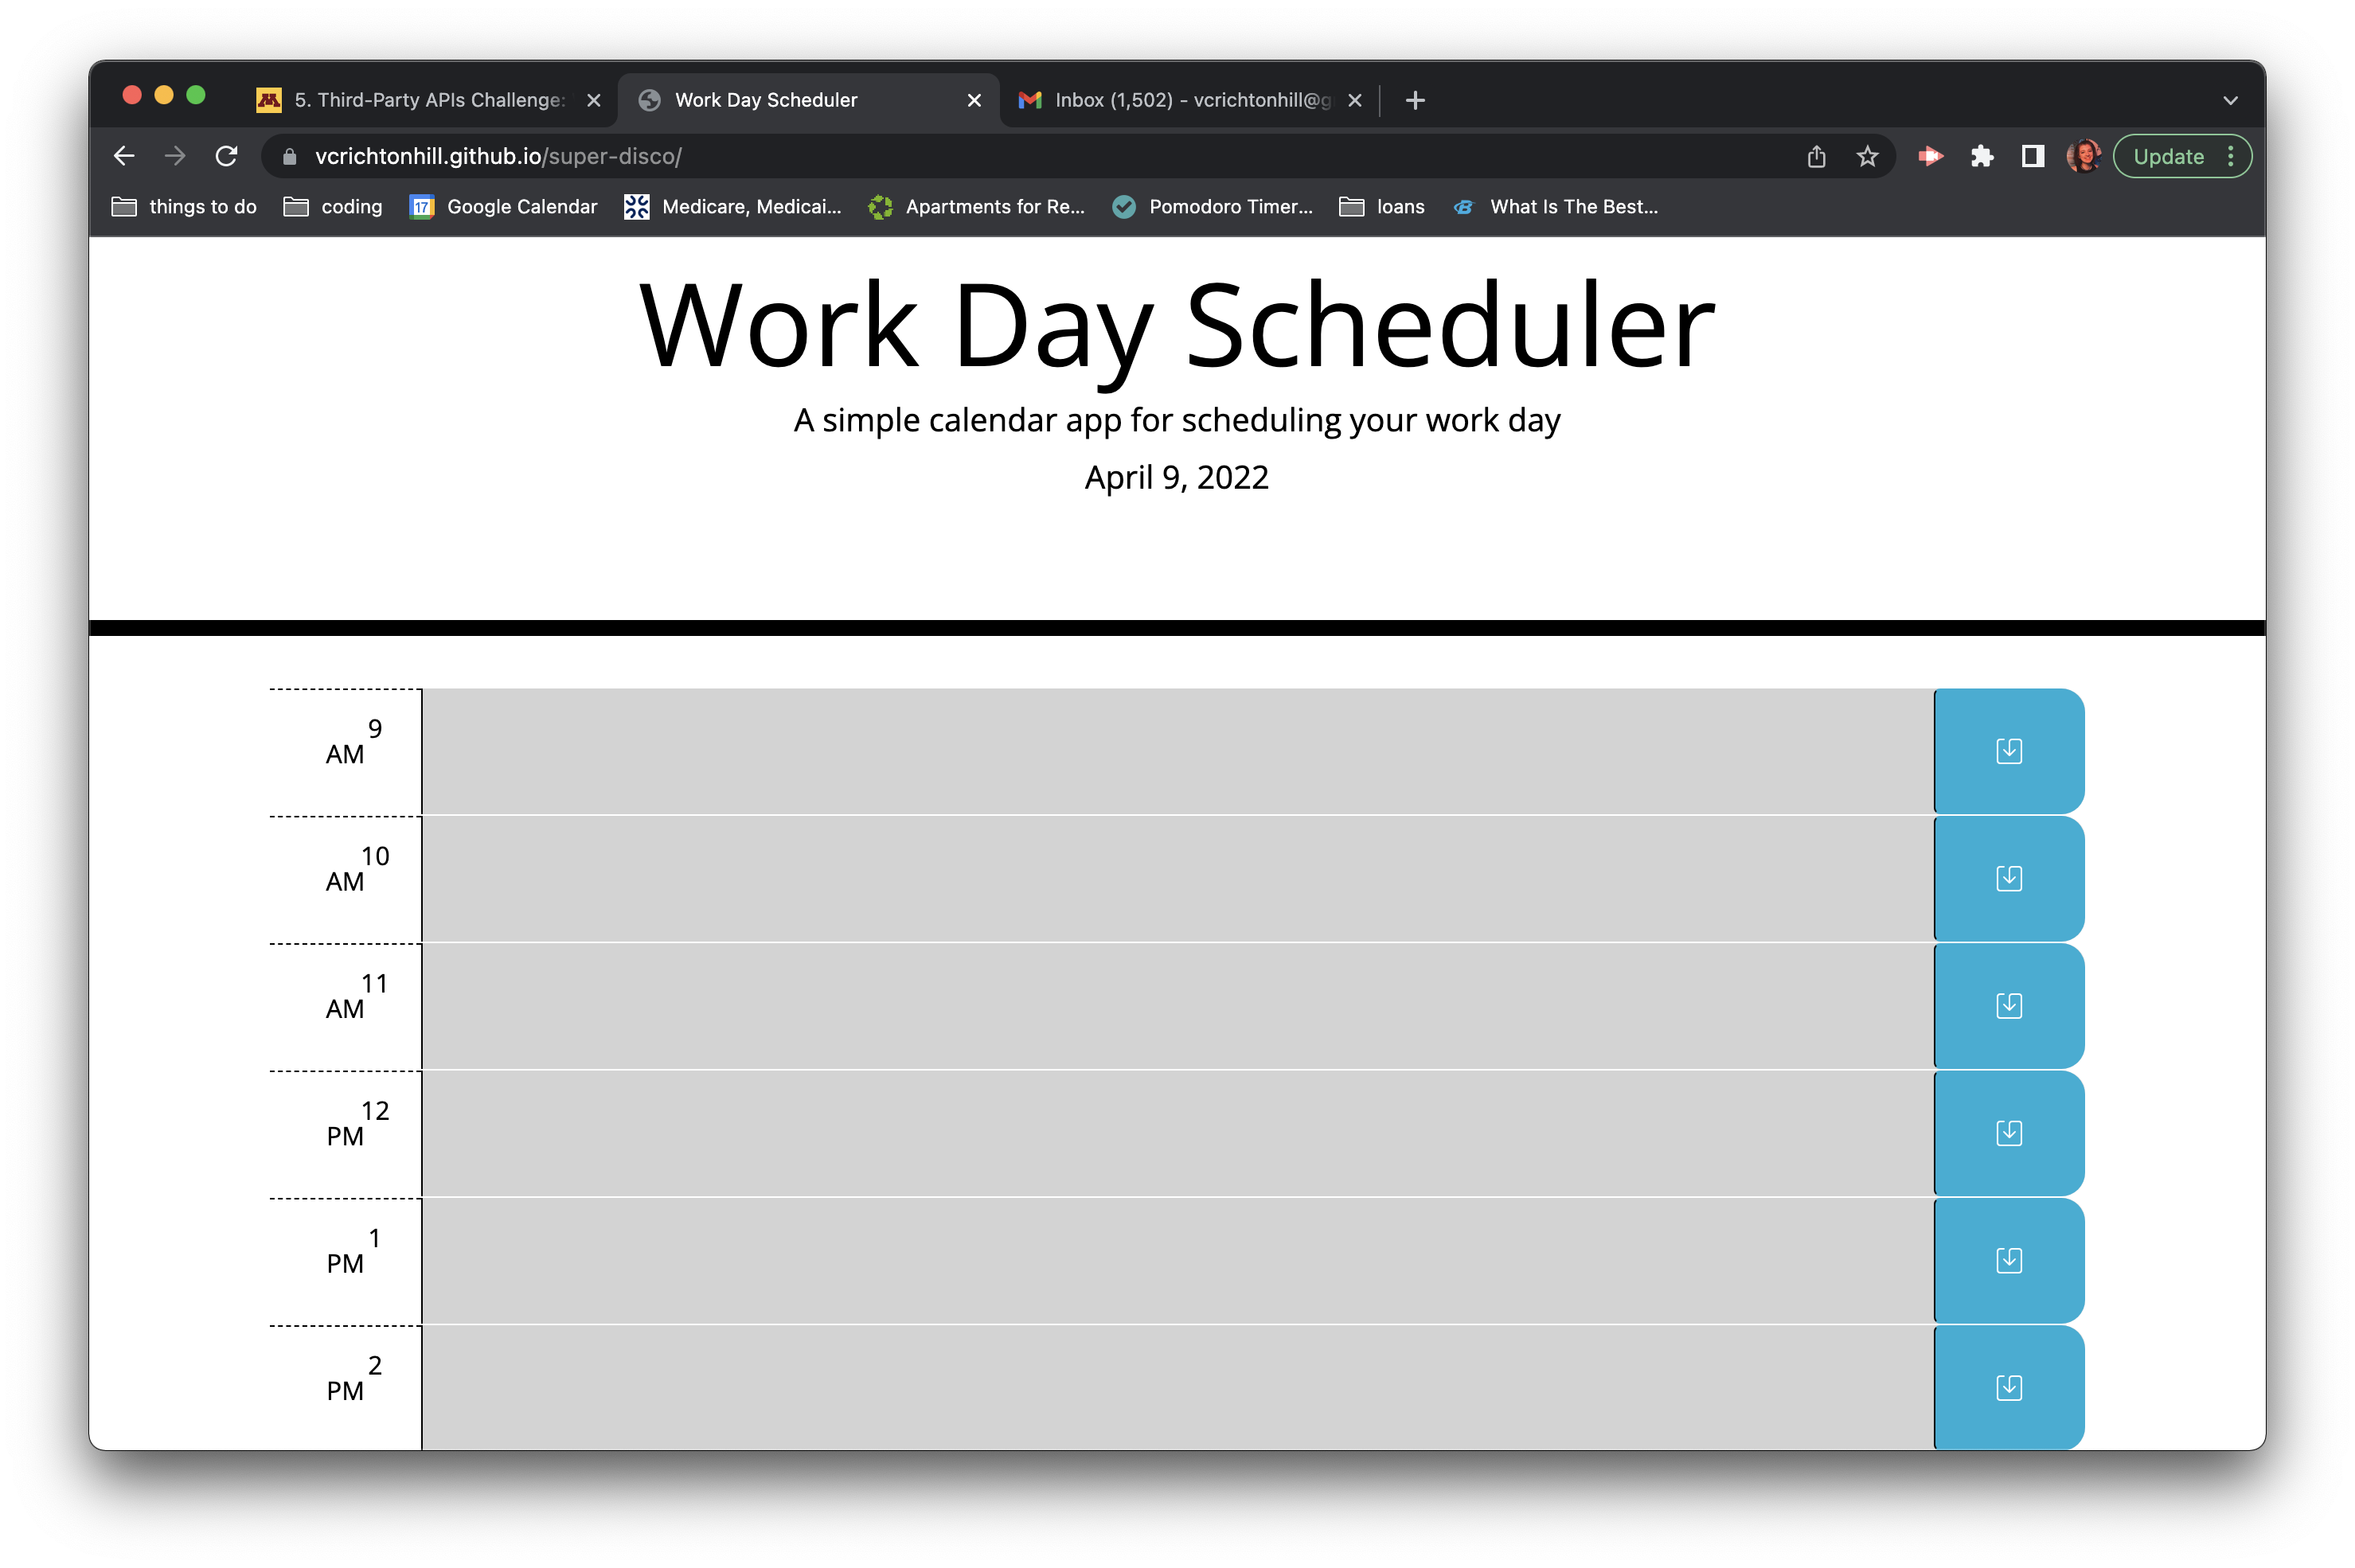 5. Third-Party APIs Challenge:
Work Day Scheduler
Inbox (1,502) - vcrichtonhill@g
vcrichtonhill.github.io/super-disco/
Update
things to do
coding
17
Google Calendar
Medicare, Medicai...
Apartments for Re...
Pomodoro Timer...
loans
What Is The Best...
Work Day Scheduler
A simple calendar app for scheduling your work day
April 9, 2022
9
AM
10
AM
11
AM
12
PM
1
PM
2
PM